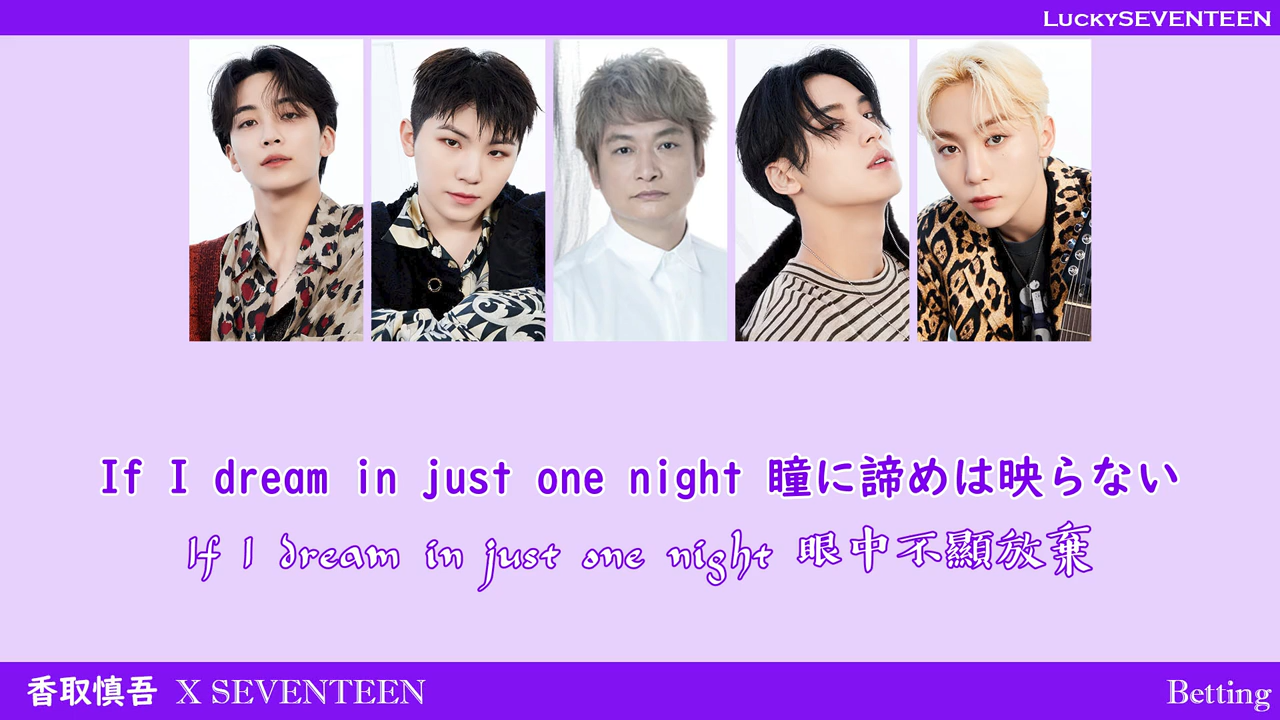 LuckySEVENTEEN
If I dream in just one night 瞳に諦めは映らない
If I dream in just one night 眼中不顯放棄
香取慎吾 X SEVENTEEN
Betting